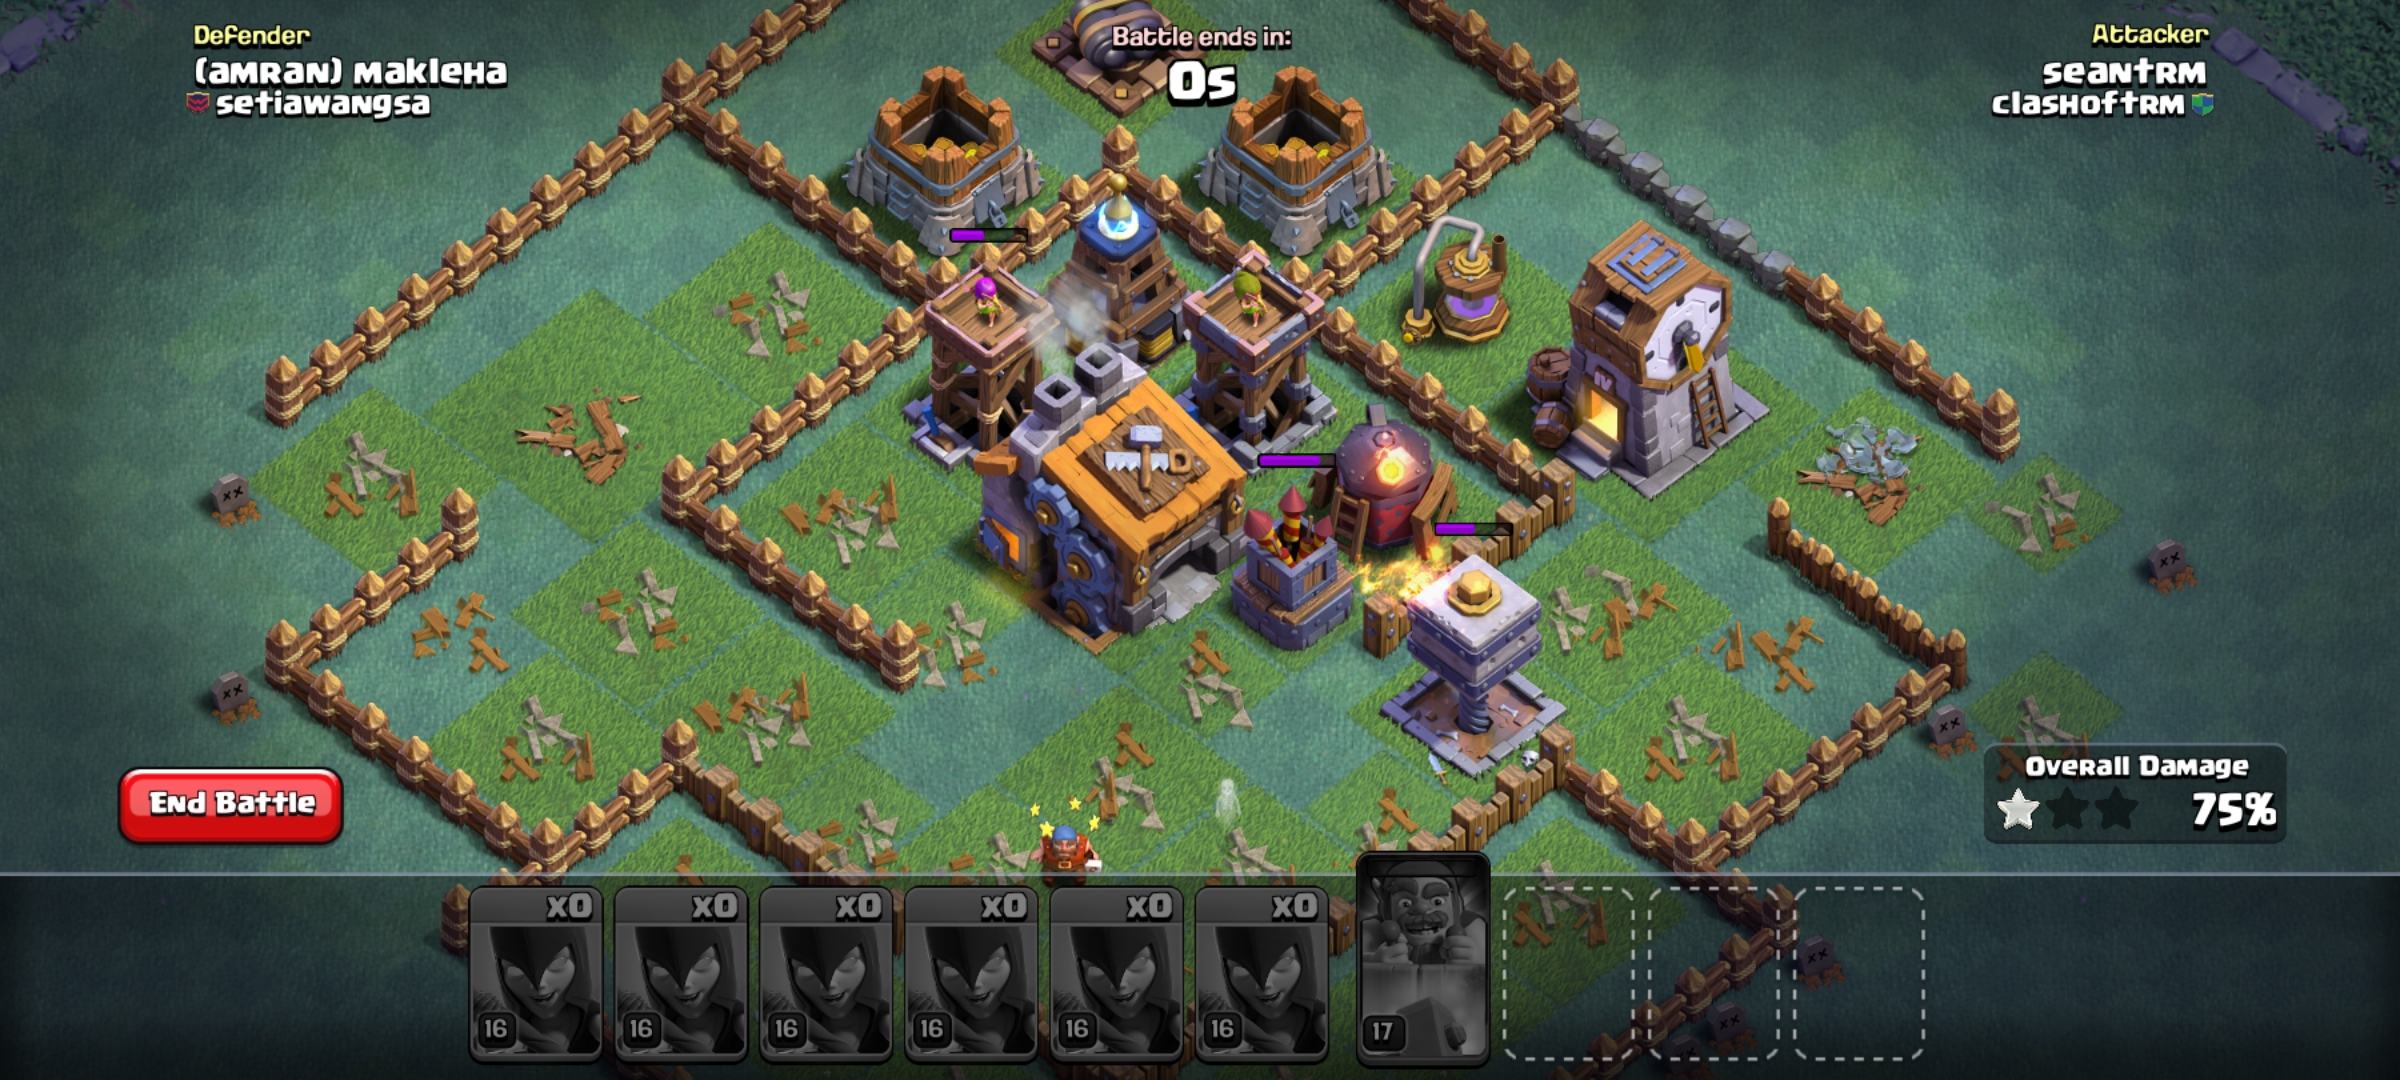 Defender
(AMRAN) MAKLEHA
setiawangsa
Battle ends in:
0s
Attacker
seantRM
clashoftRM
IV
End Battle
Overall Damage
75%
x0
x0
x0
x0
x0
x0
16
16
16
16
16
16
17